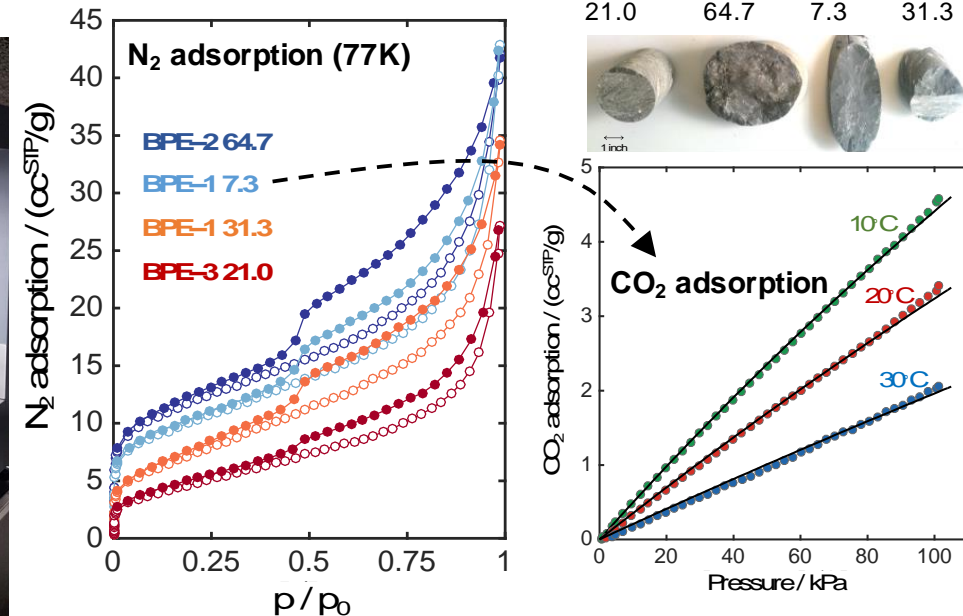 N₂ adsorption (77K)
BPE–2 64.7
BPE–1 7.3
BPE–1 31.3
BPE–3 21.0
N₂ adsorption / (ccˢᵀᴾ/g)
45
40
35
30
25
20
15
10
5
0
0
0.25
0.5
0.75
1
p / p₀
21.0 64.7 7.3 31.3
1 inch
CO₂ adsorption
10°C
20°C
30°C
CO₂ adsorption / (ccˢᵀᴾ/g)
5
4
3
2
1
0
0 20 40 60 80 100
Pressure / kPa